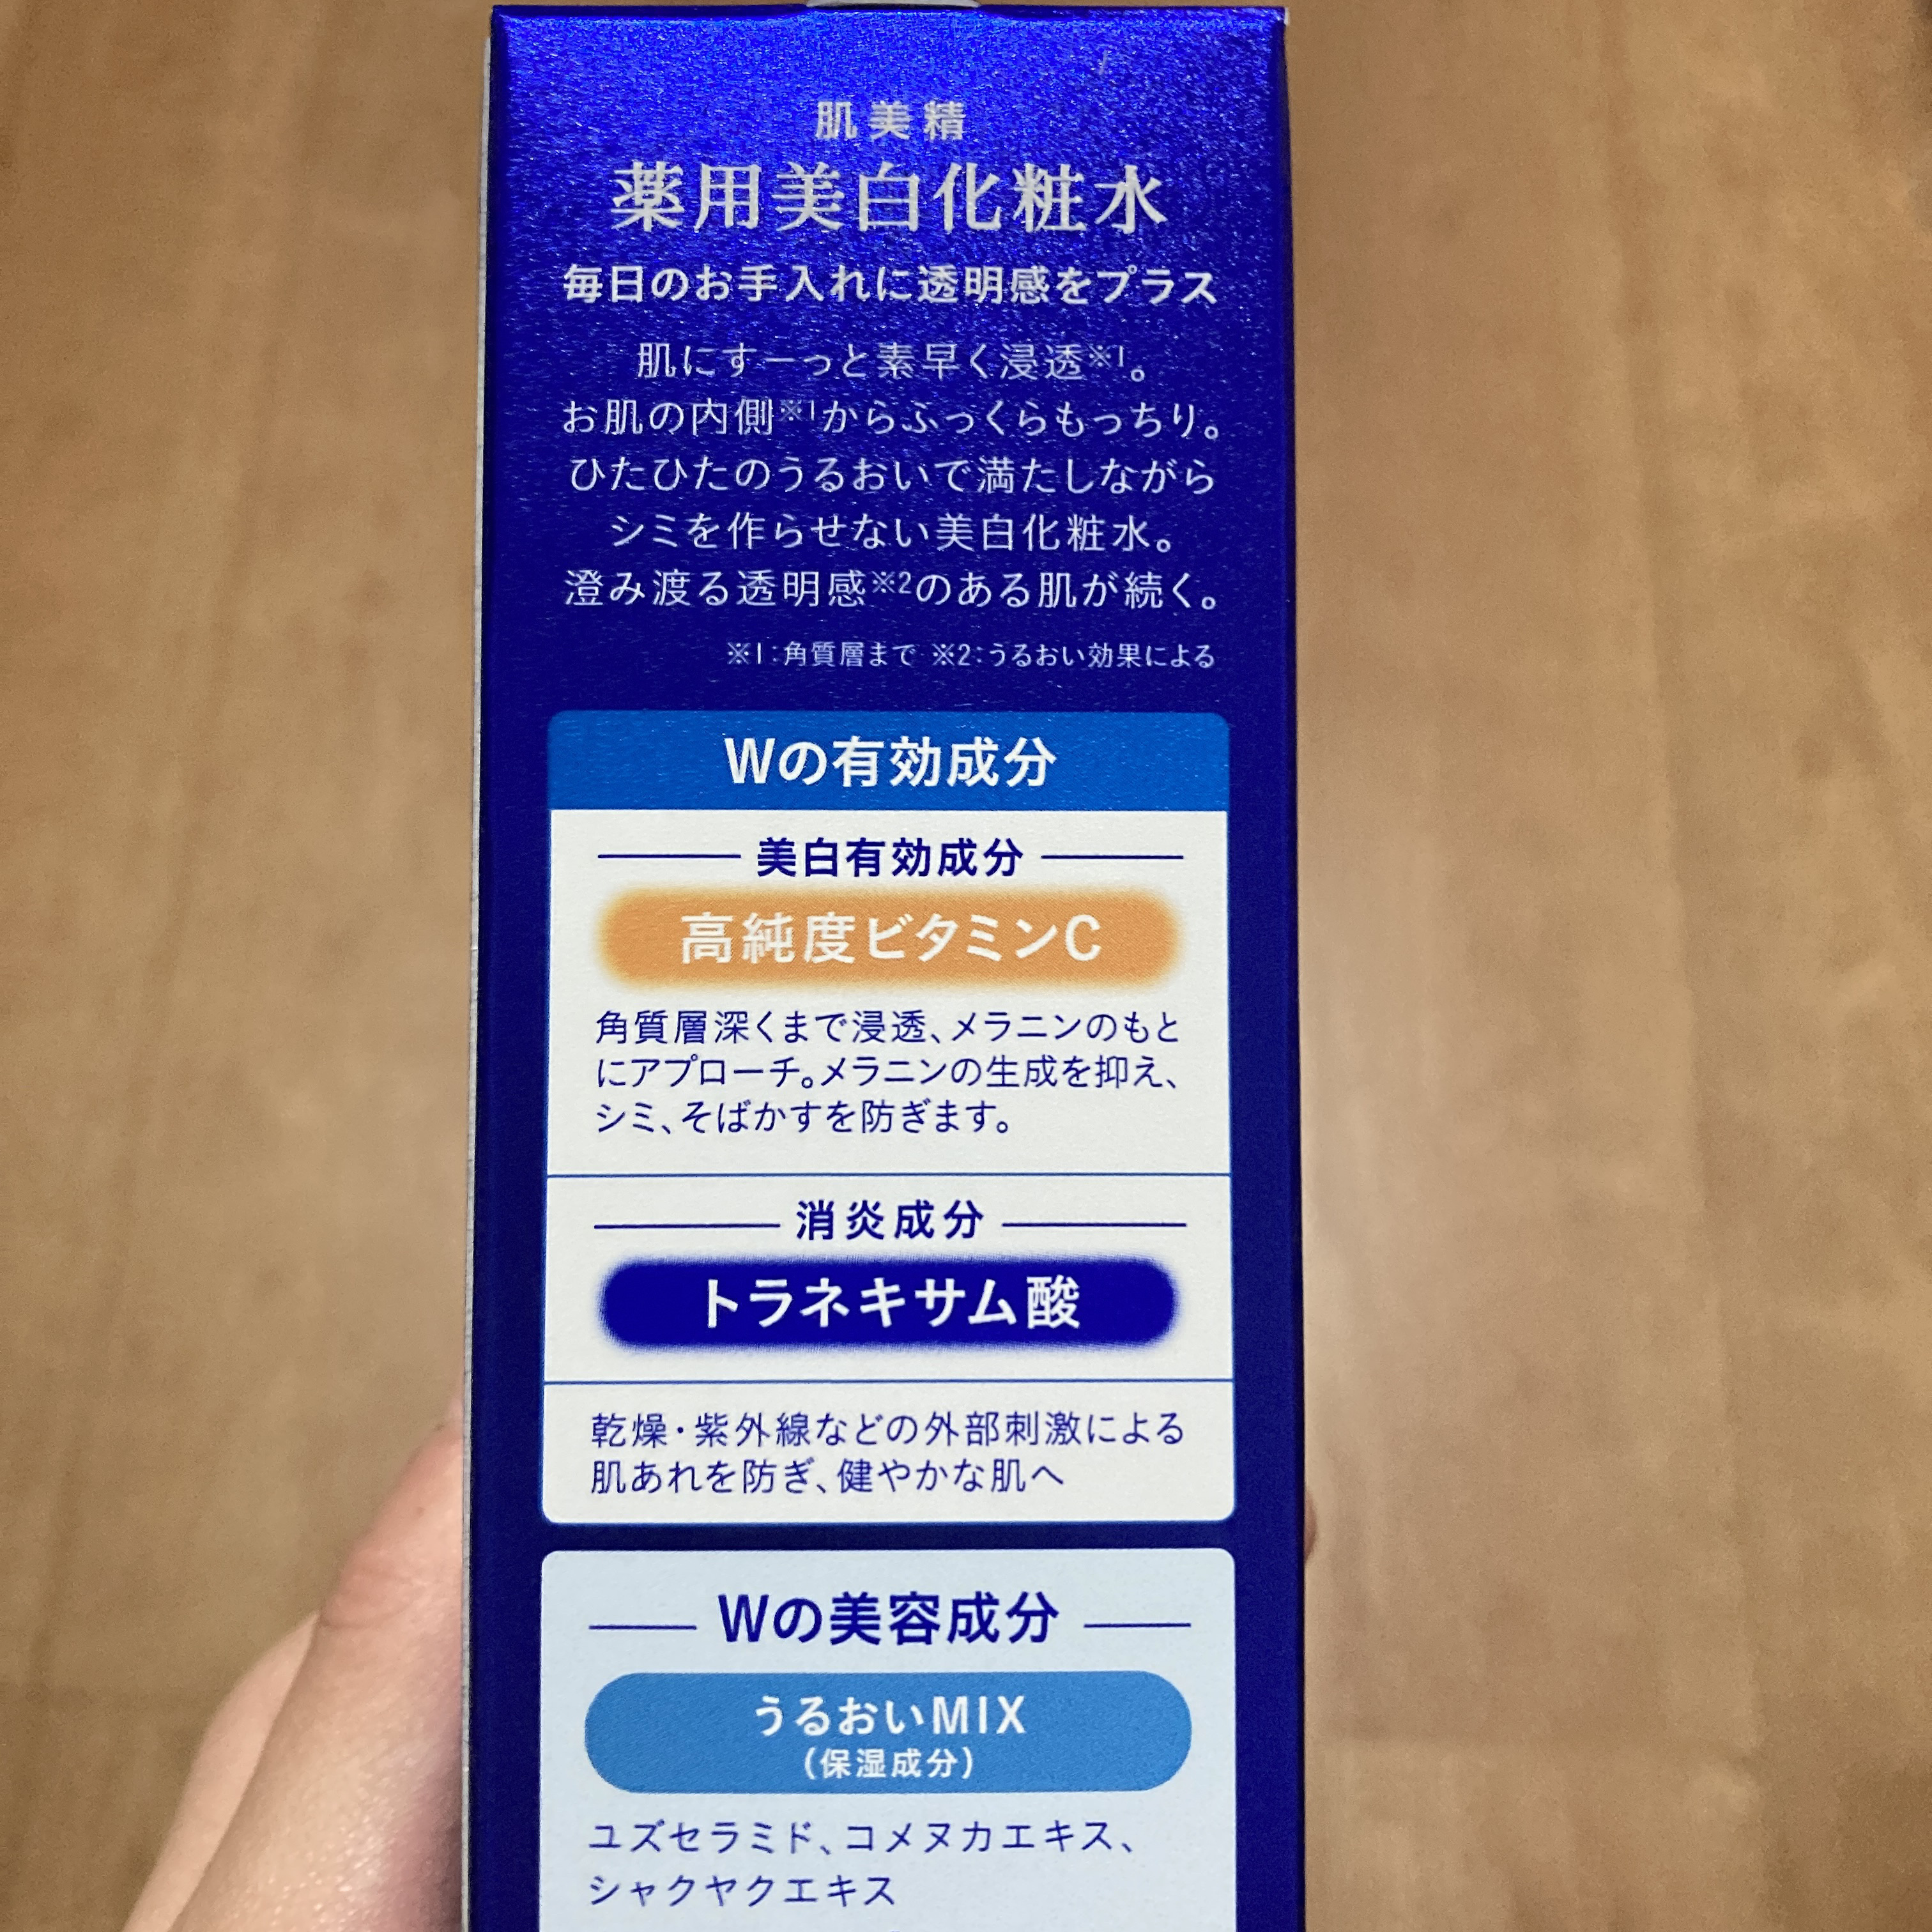 肌美精
薬用美白化粧水
毎日のお手入れに透明感をプラス
肌にすーっと素早く浸透※1。
お肌の内側※1からふっくらもっちり。
ひたひたのうるおいで満たしながら
シミを作らせない美白化粧水。
澄み渡る透明感※2のある肌が続く。
※1:角質層まで ※2:うるおい効果による
Wの有効成分
美白有効成分
高純度ビタミンC
角質層深くまで浸透、メラニンのもと
にアプローチ。メラニンの生成を抑え、
シミ、そばかすを防ぎます。
消炎成分
トラネキサム酸
乾燥・紫外線などの外部刺激による
肌あれを防ぎ、健やかな肌へ
Wの美容成分
うるおいMIX
(保湿成分)
ユズセラミド、コメヌカエキス、
シャクヤクエキス